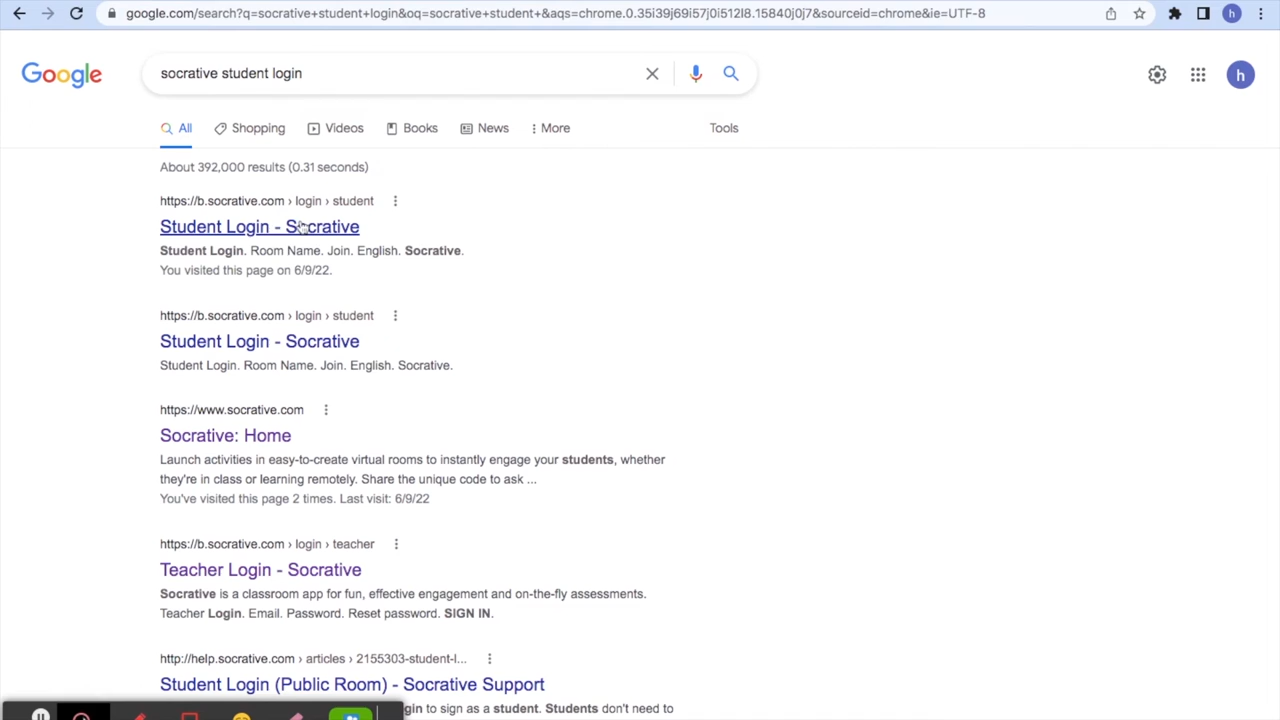 google.com/search?q=socrative+student+login&oq=socrative+student+&aqs=chrome.0.35i39j69i57j0i512l8.15840j0j7&sourceid=chrome&ie=UTF-8
h
Google
socrative student login
h
All
Shopping
Videos
Books
News
More
Tools
About 392,000 results (0.31 seconds)
https://b.socrative.com › login › student
Student Login - Socrative
Student Login. Room Name. Join. English. Socrative.
You visited this page on 6/9/22.
https://b.socrative.com › login › student
Student Login - Socrative
Student Login. Room Name. Join. English. Socrative.
https://www.socrative.com
Socrative: Home
Launch activities in easy-to-create virtual rooms to instantly engage your students, whether
they're in class or learning remotely. Share the unique code to ask ...
You've visited this page 2 times. Last visit: 6/9/22
https://b.socrative.com › login › teacher
Teacher Login - Socrative
Socrative is a classroom app for fun, effective engagement and on-the-fly assessments.
Teacher Login. Email. Password. Reset password. SIGN IN.
http://help.socrative.com › articles › 2155303-student-l...
Student Login (Public Room) - Socrative Support
to sign as a student. Students don't need to